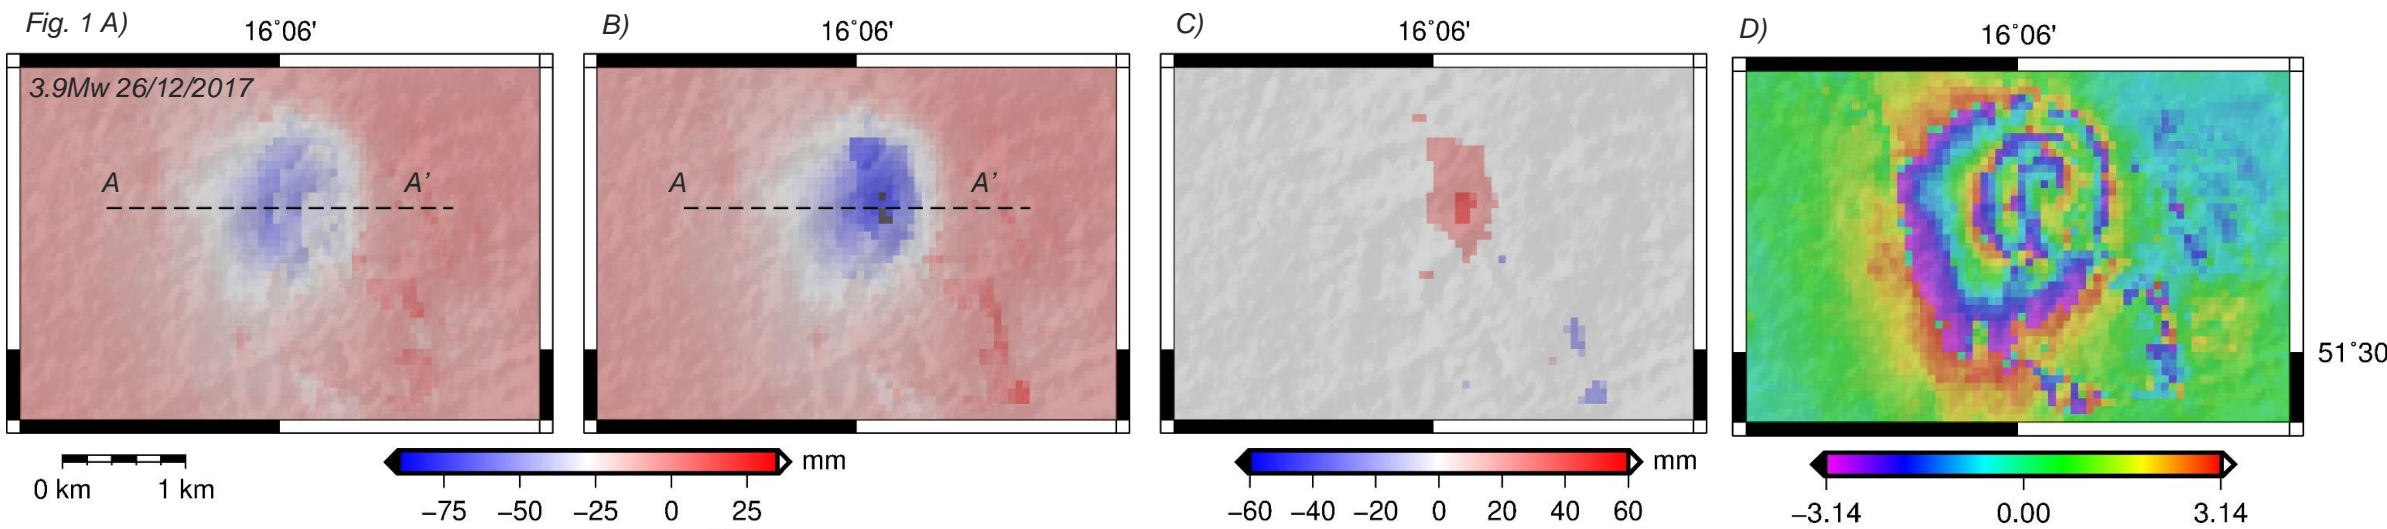 Fig. 1 A)
16°06'
B)
16°06'
C)
16°06'
D)
16°06'
3.9Mw 26/12/2017
A
A’
A
A’
51°30
0 km
1 km
−75
−50
−25
0
25
mm
−60
−40
−20
0
20
40
60
mm
−3.14
0.00
3.14